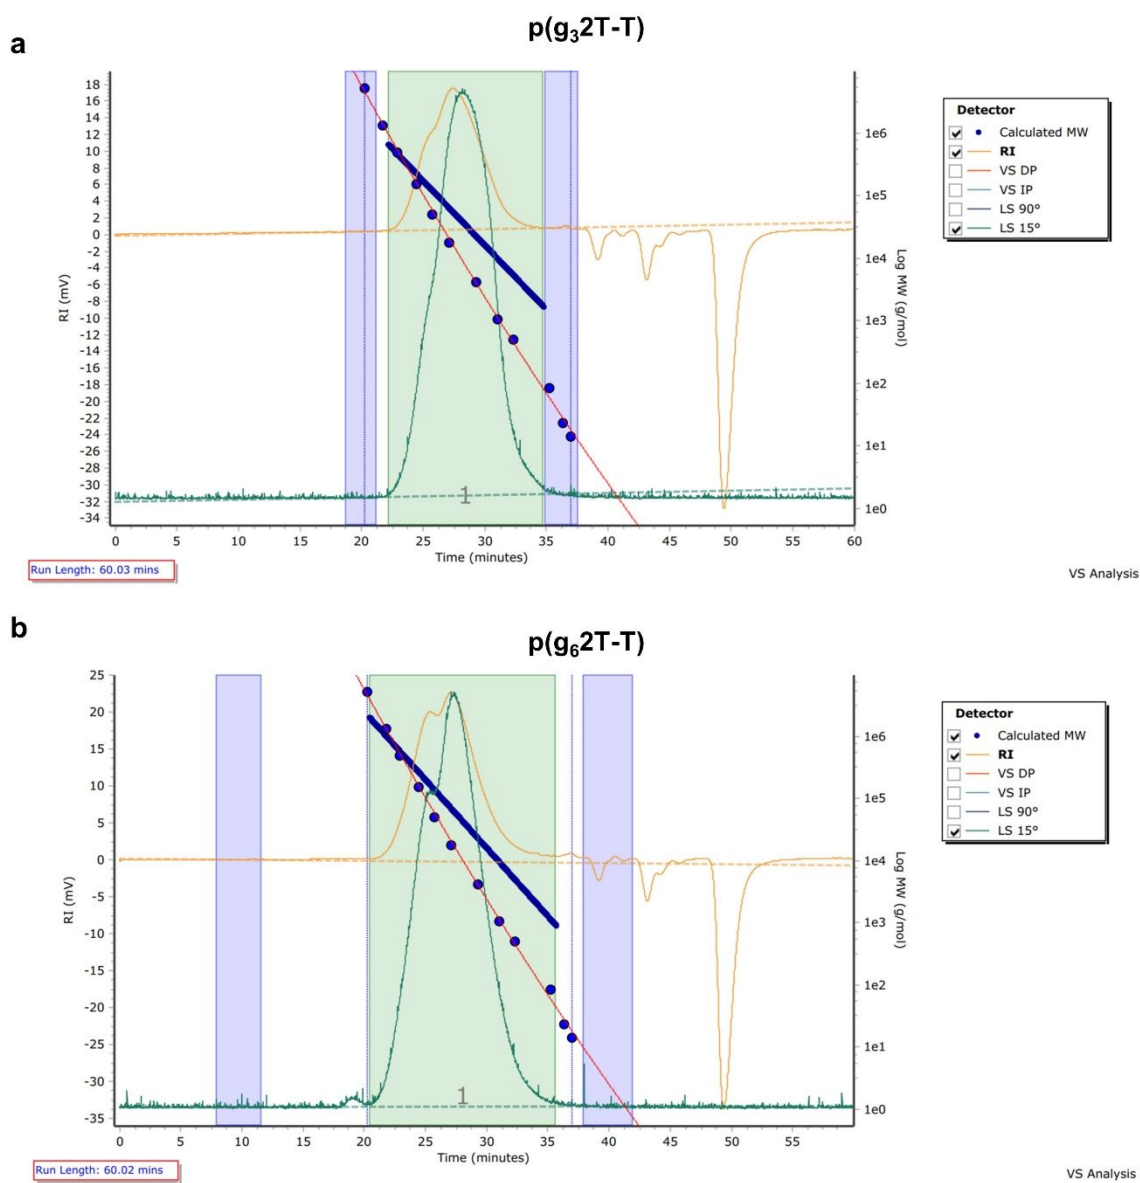 a
p(g₃2T-T)
18
16
14
12
10
8
6
4
2
0
-2
-4
-6
-8
-10
-12
-14
-16
-18
-20
-22
-24
-26
-28
-30
-32
-34
RI (mV)
1
1e6
1e5
1e4
1e3
1e2
1e1
1e0
Log MW (g/mol)
0 5 10 15 20 25 30 35 40 45 50 55 60
Time (minutes)
Detector
Calculated MW
RI
VS DP
VS IP
LS 90°
LS 15°
Run Length: 60.03 mins
VS Analysis
b
p(g₆2T-T)
25
20
15
10
5
0
-5
-10
-15
-20
-25
-30
-35
RI (mV)
1
1e6
1e5
1e4
1e3
1e2
1e1
1e0
Log MW (g/mol)
0 5 10 15 20 25 30 35 40 45 50 55
Time (minutes)
Detector
Calculated MW
RI
VS DP
VS IP
LS 90°
LS 15°
Run Length: 60.02 mins
VS Analysis